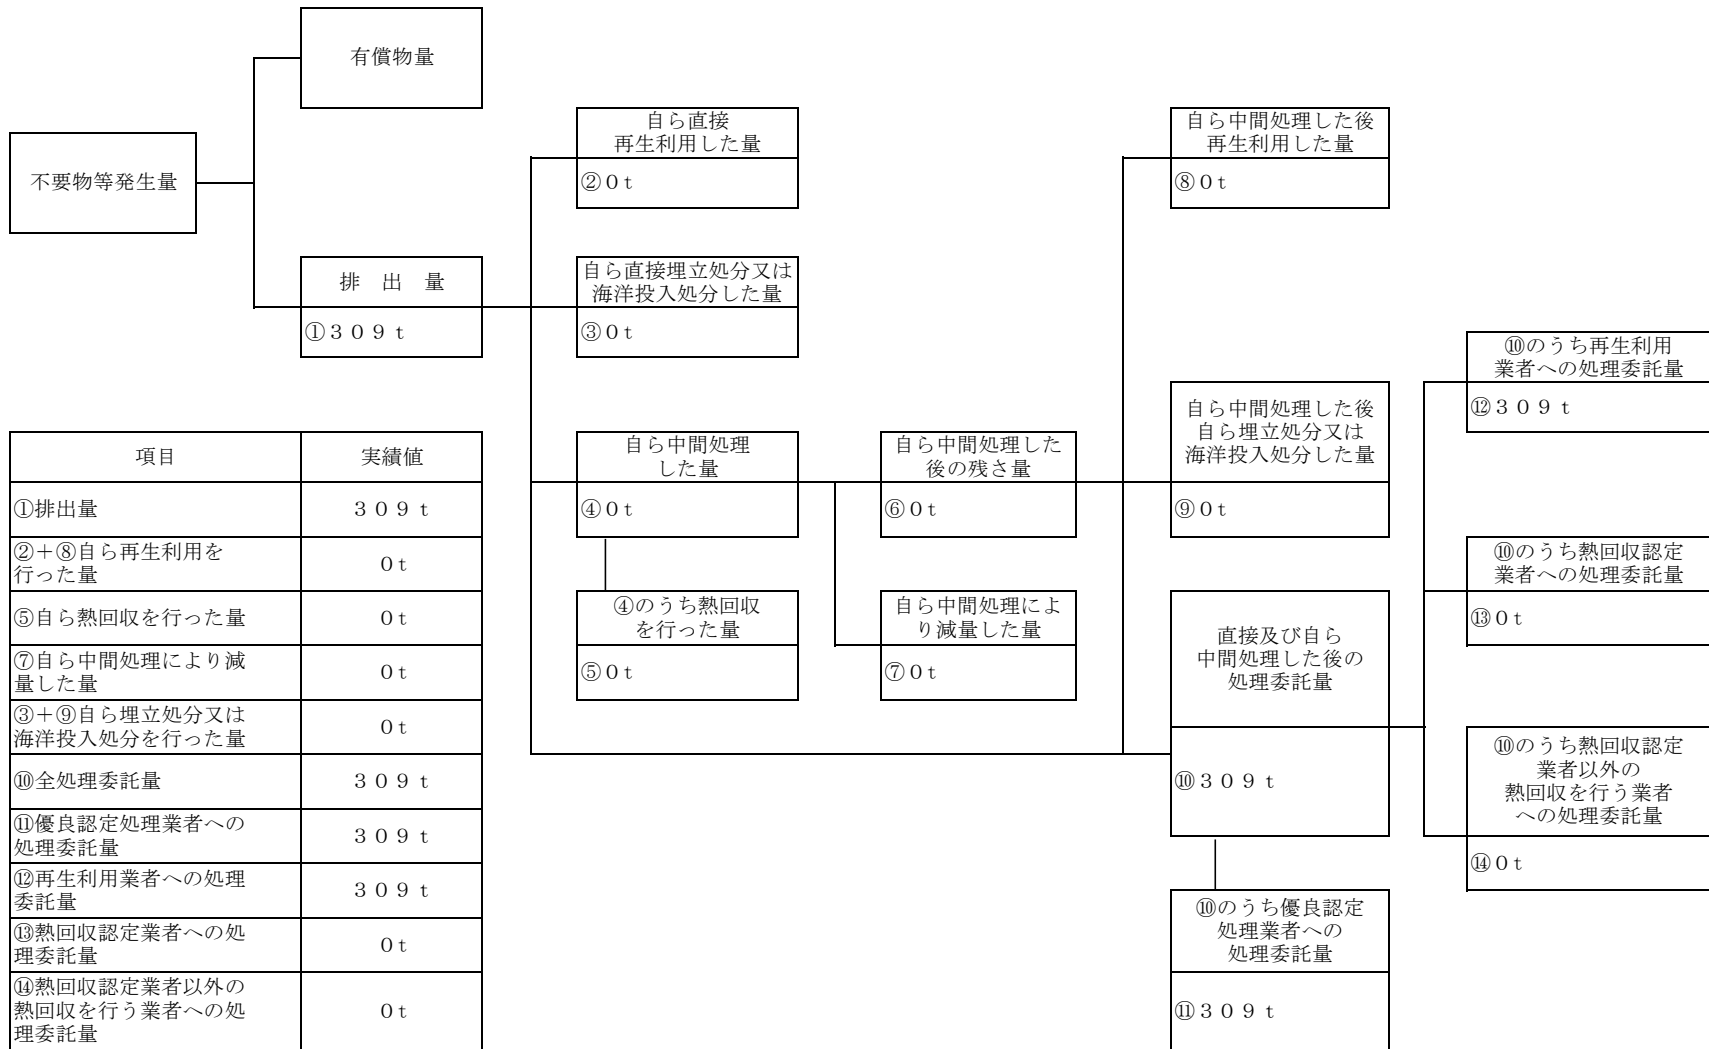 有償物量
不要物等発生量
排　出　量
①３０９ｔ
自ら直接
再生利用した量
②０ｔ
自ら直接埋立処分又は
海洋投入処分した量
③０ｔ
自ら中間処理
した量
④０ｔ
④のうち熱回収
を行った量
⑤０ｔ
自ら中間処理した
後の残さ量
⑥０ｔ
自ら中間処理によ
り減量した量
⑦０ｔ
自ら中間処理した後
再生利用した量
⑧０ｔ
自ら中間処理した後
自ら埋立処分又は
海洋投入処分した量
⑨０ｔ
直接及び自ら
中間処理した後の
処理委託量
⑩３０９ｔ
⑩のうち優良認定
処理業者への
処理委託量
⑪３０９ｔ
⑩のうち再生利用
業者への処理委託量
⑫３０９ｔ
⑩のうち熱回収認定
業者への処理委託量
⑬０ｔ
⑩のうち熱回収認定
業者以外の
熱回収を行う業者
への処理委託量
⑭０ｔ
項目　実績値
①排出量　３０９ｔ
②＋⑧自ら再生利用を
行った量　０ｔ
⑤自ら熱回収を行った量　０ｔ
⑦自ら中間処理により減
量した量　０ｔ
③＋⑨自ら埋立処分又は
海洋投入処分を行った量　０ｔ
⑩全処理委託量　３０９ｔ
⑪優良認定処理業者への
処理委託量　３０９ｔ
⑫再生利用業者への処理
委託量　３０９ｔ
⑬熱回収認定業者への処
理委託量　０ｔ
⑭熱回収認定業者以外の
熱回収を行う業者への処
理委託量　０ｔ